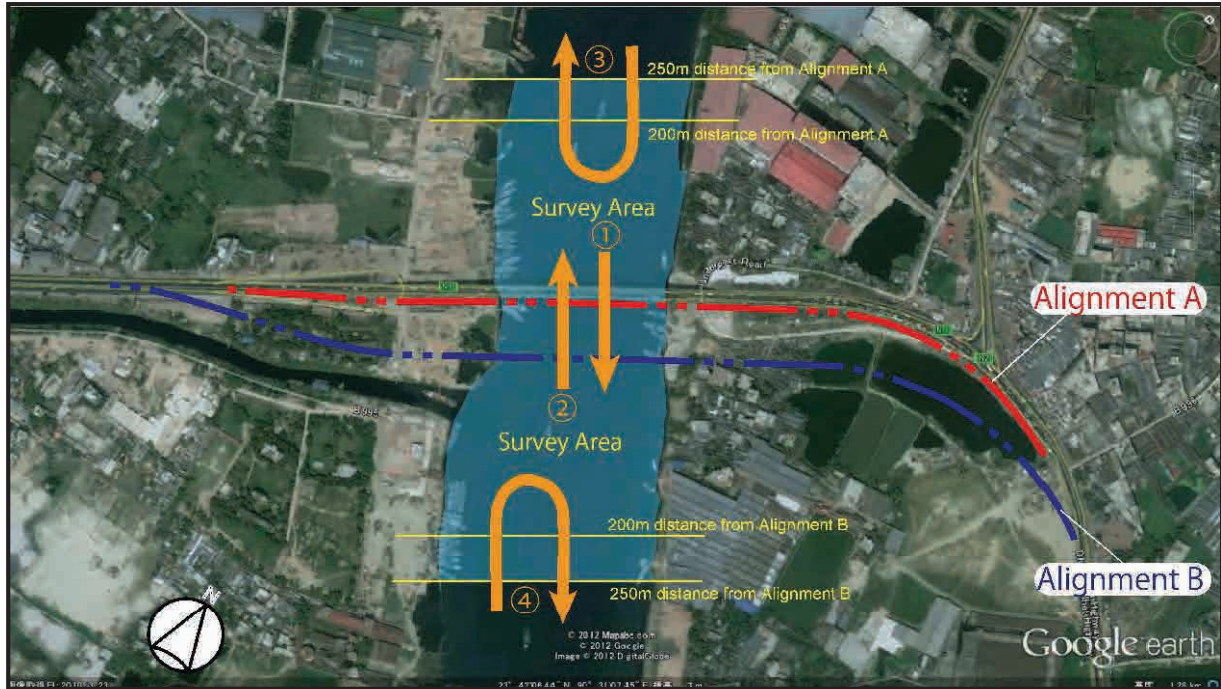 ③
250m distance from Alignment A
200m distance from Alignment A
Survey Area
①
Alignment A
②
Survey Area
200m distance from Alignment B
250m distance from Alignment B
④
Alignment B
N
© 2012 Mapabc.com
© 2012 Google
Image © 2012 DigitalGlobe
Google earth